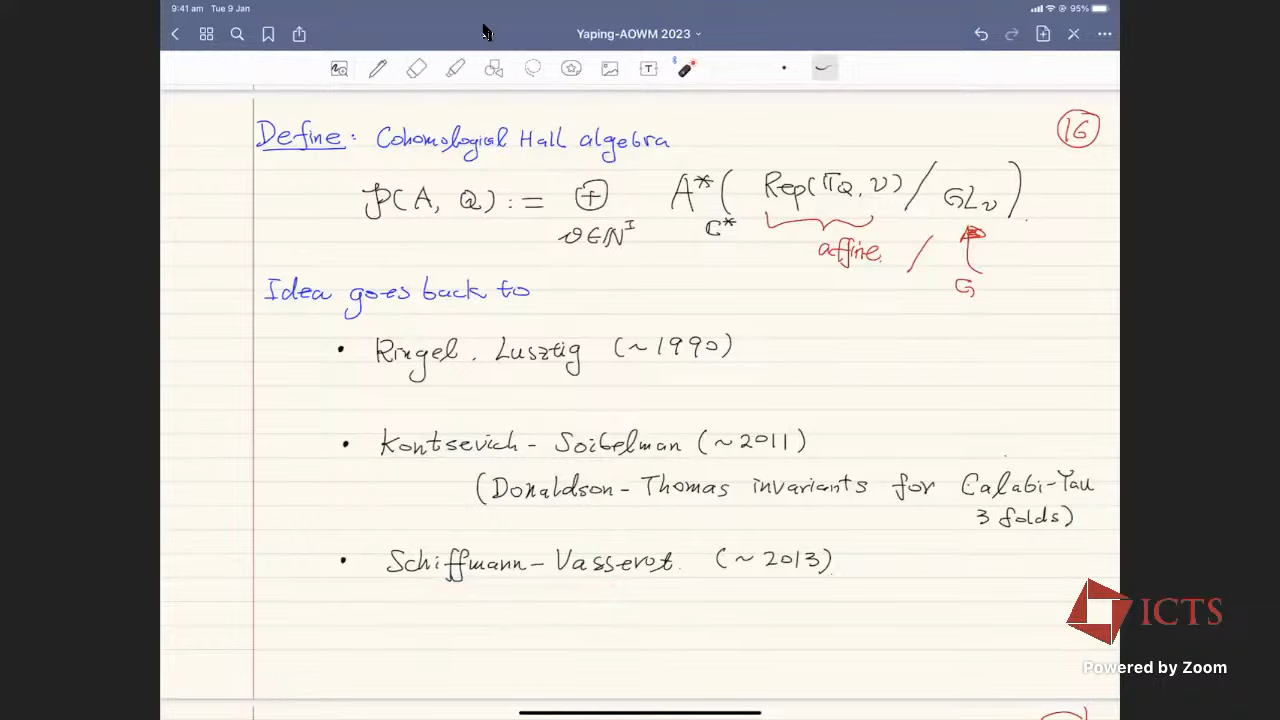 9:41 am Tue 9 Jan
95%
Yaping-AOWM 2023
Define: Cohomological Hall algebra
16
𝒫(A, Q) := ⊕ A* ( Rep(ΠQ, v) / GLv ).
v∈ℕ^I C*
affine / G
Idea goes back to
• Ringel. Lusztig (~1990)
• Kontsevich - Soibelman (~2011)
(Donaldson - Thomas invariants for Calabi-Yau
3 folds)
• Schiffmann - Vasserot. (~2013).
ICTS
Powered by Zoom